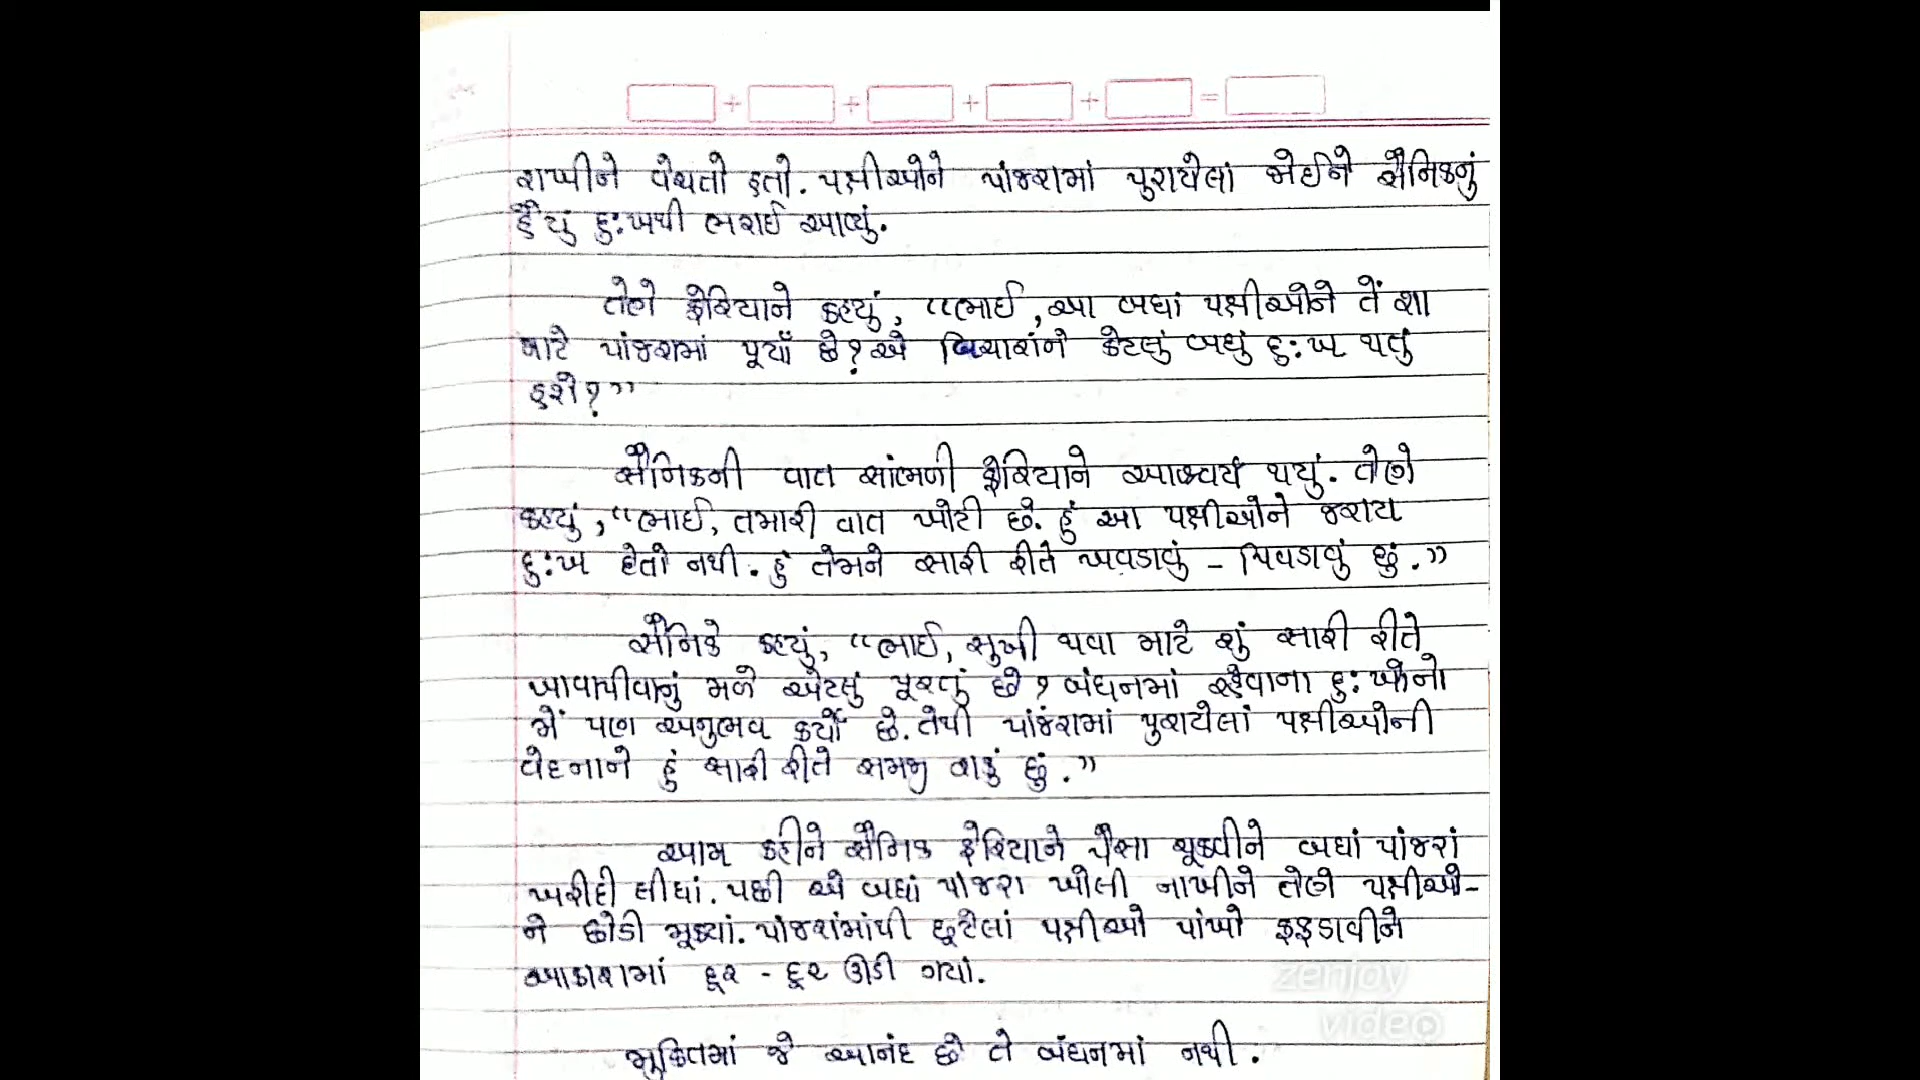 રાખીને વેચતો હતો. પક્ષીઓને પાંજરામાં પુરાયેલાં જોઈને સૈનિકનું
હૈયું દુ:ખથી ભરાઈ આવ્યું.
તેણે ફેરિયાને કહ્યું, “ભાઈ, આ બધાં પક્ષીઓને તેં શા
માટે પાંજરામાં પૂર્યાં છે? એ બિચારાંને કેટલું બધું દુ:ખ થતું
હશે?”
સૈનિકની વાત સાંભળી ફેરિયાને આશ્ચર્ય થયું. તેણે
કહ્યું, “ભાઈ, તમારી વાત ખોટી છે. હું આ પક્ષીઓને જરાય
દુ:ખ દેતો નથી. હું તેમને સારી રીતે ખવડાવું - પિવડાવું છું.”
સૈનિકે કહ્યું, “ભાઈ, સુખી થવા માટે શું સારી રીતે
ખાવાપીવાનું મળે એટલું પૂરતું છે? બંધનમાં રહેવાના દુ:ખોનો
મેં પણ અનુભવ કર્યો છે. તેથી પાંજરામાં પુરાયેલાં પક્ષીઓની
વેદનાને હું સારી રીતે સમજી શકું છું.”
આમ કહીને સૈનિક ફેરિયાને પૈસા ચૂકવીને બધાં પાંજરાં
ખરીદી લીધાં. પછી એ બધાં પાંજરા ખોલી નાખીને તેણે પક્ષીઓ-
ને છોડી મૂક્યાં. પાંજરાંમાંથી છૂટેલાં પક્ષીઓ પાંખો ફફડાવીને
આકાશમાં દૂર - દૂર ઊડી ગયાં.
મુક્તિમાં જે આનંદ છે તે બંધનમાં નથી.
zenjoy
video